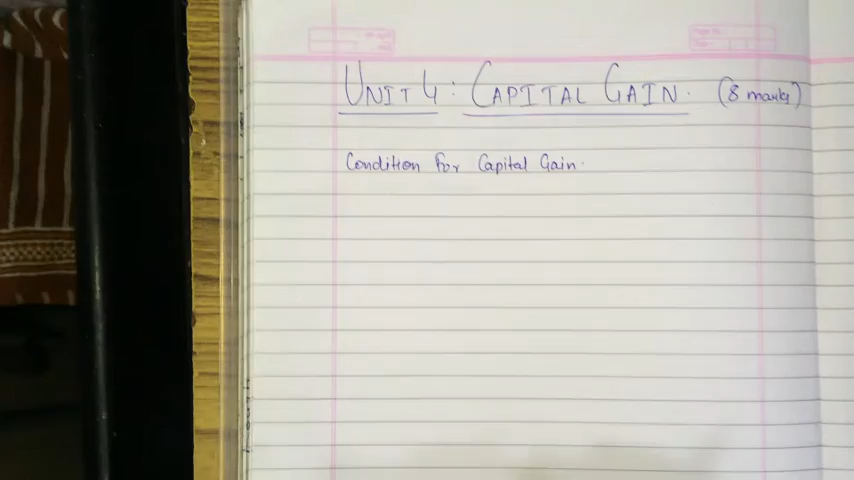 UNIT 4 : CAPITAL GAIN. (8 marks)
Condition For Capital Gain.